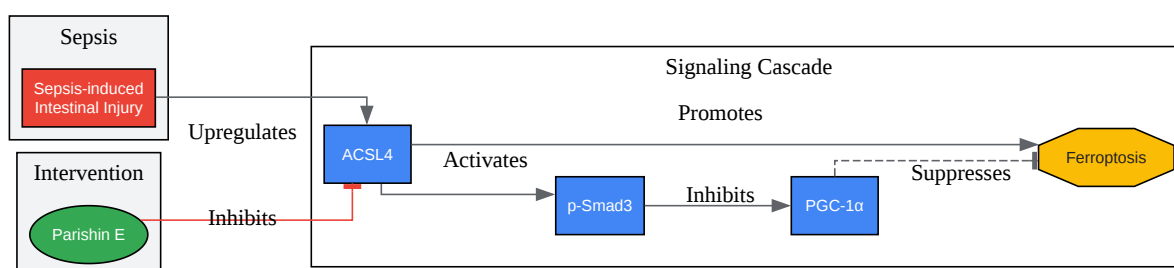 Sepsis
Sepsis-induced
Intestinal Injury
Upregulates
Intervention
Parishin E
Inhibits
Signaling Cascade
Promotes
ACSL4
Activates
p-Smad3
Inhibits
PGC-1α
Suppresses
Ferroptosis